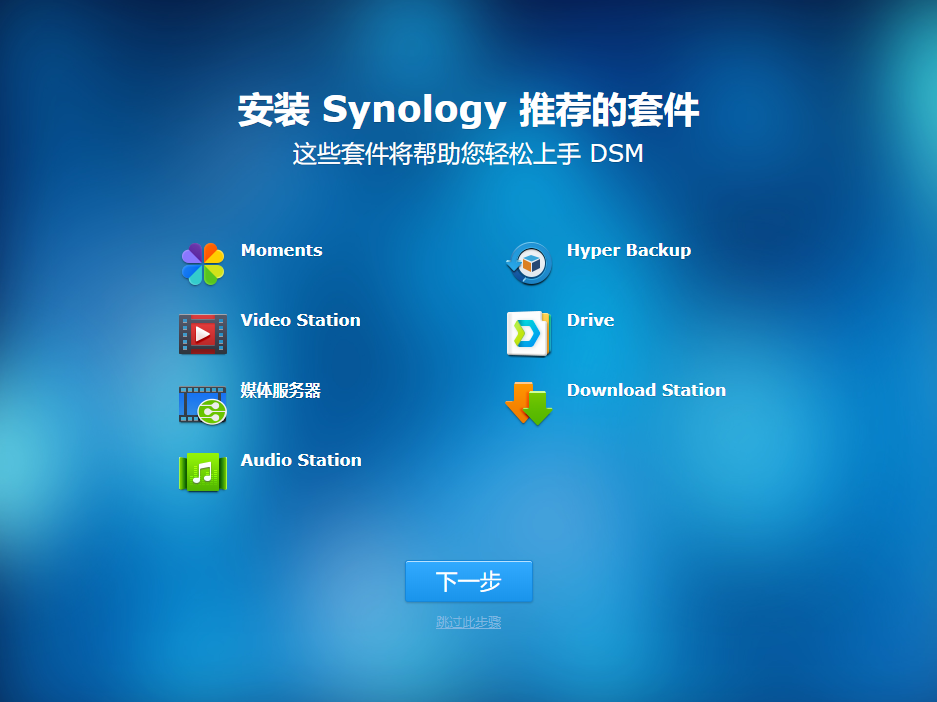 安装 Synology 推荐的套件
这些套件将帮助您轻松上手 DSM
Moments
Hyper Backup
Video Station
Drive
媒体服务器
Download Station
Audio Station
下一步
跳过此步骤